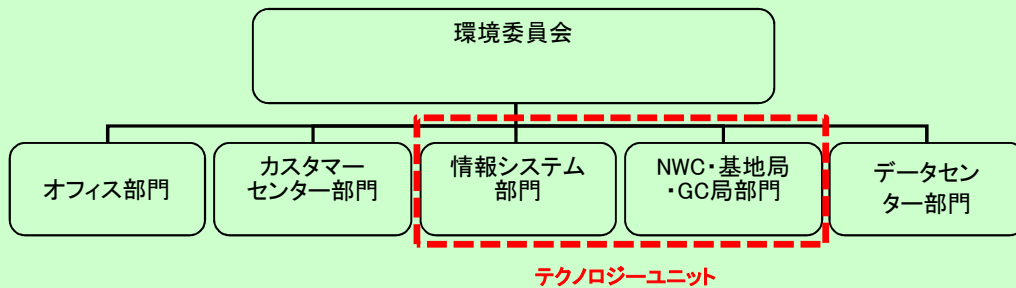 環境委員会
オフィス部門
カスタマー
センター部門
情報システム
部門
NWC・基地局
・GC局部門
データセン
ター部門
テクノロジーユニット